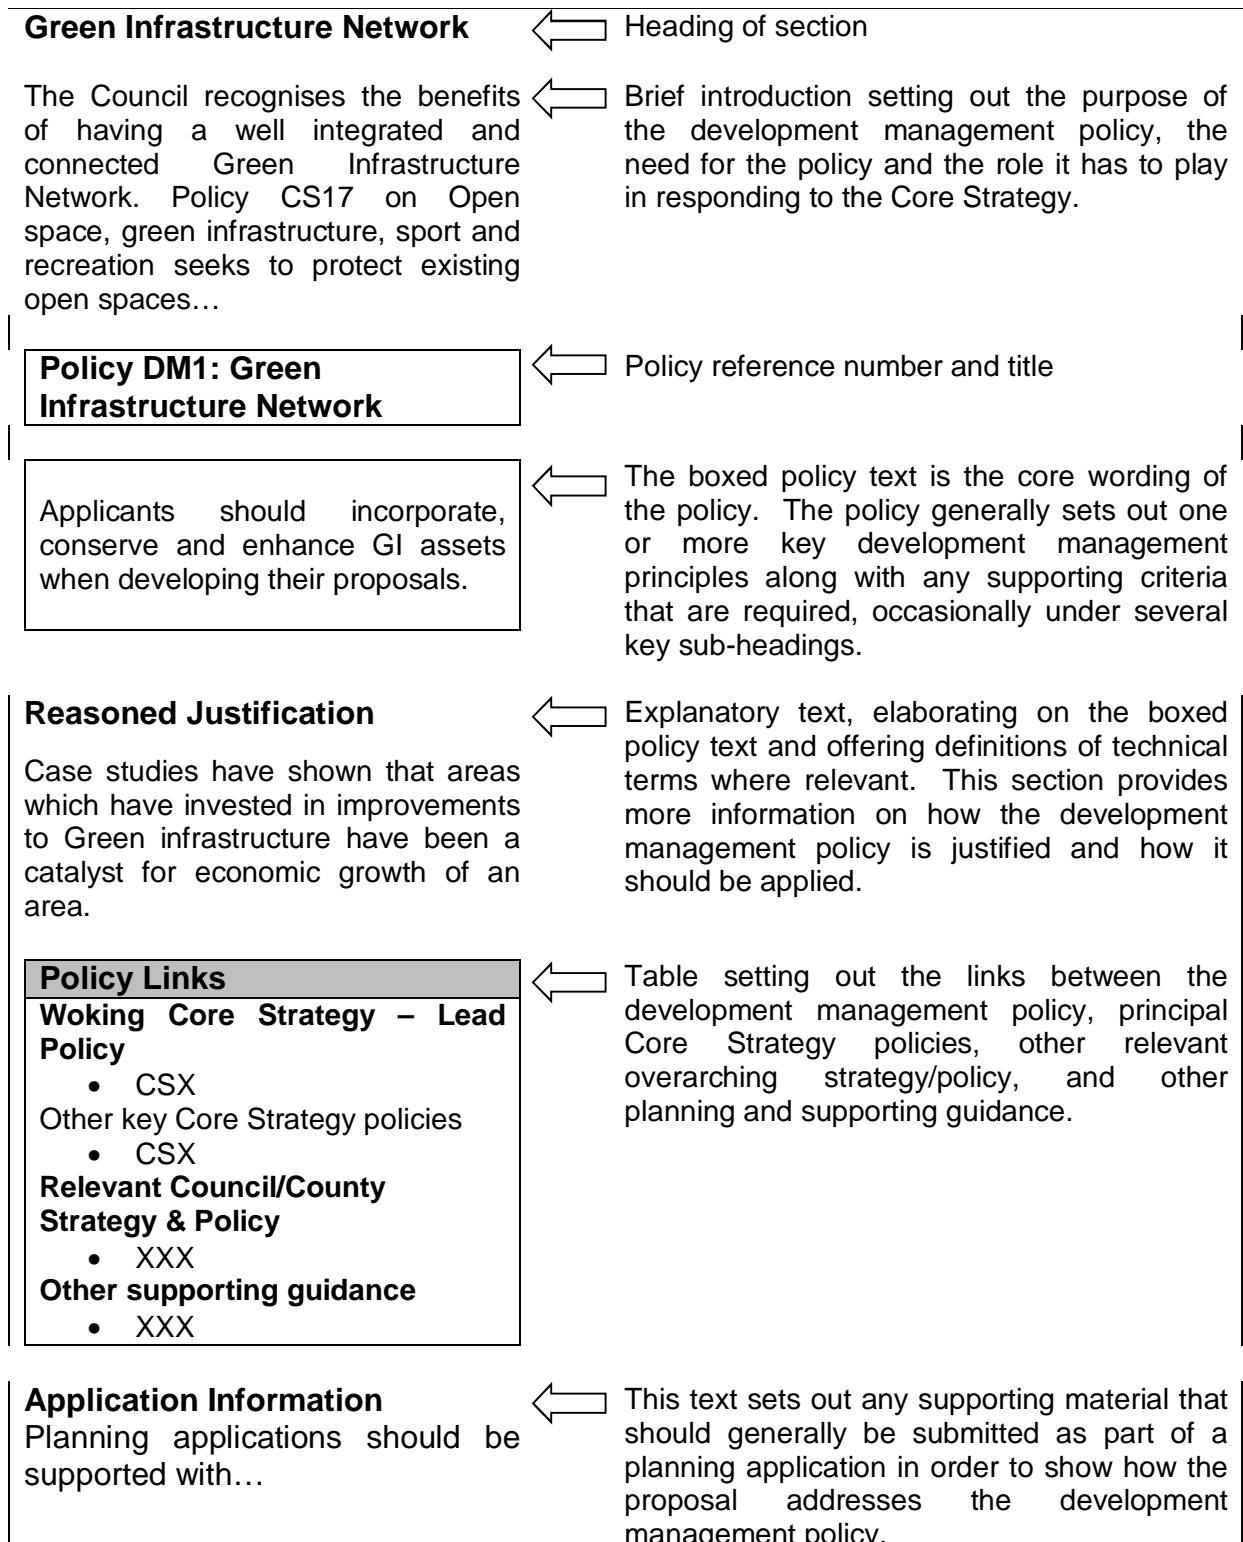 Green Infrastructure Network
Heading of section
The Council recognises the benefits
of having a well integrated and
connected Green Infrastructure
Network. Policy CS17 on Open
space, green infrastructure, sport and
recreation seeks to protect existing
open spaces…
Brief introduction setting out the purpose of
the development management policy, the
need for the policy and the role it has to play
in responding to the Core Strategy.
Policy DM1: Green
Infrastructure Network
Policy reference number and title
Applicants should incorporate,
conserve and enhance GI assets
when developing their proposals.
The boxed policy text is the core wording of
the policy. The policy generally sets out one
or more key development management
principles along with any supporting criteria
that are required, occasionally under several
key sub-headings.
Reasoned Justification
Case studies have shown that areas
which have invested in improvements
to Green infrastructure have been a
catalyst for economic growth of an
area.
Explanatory text, elaborating on the boxed
policy text and offering definitions of technical
terms where relevant. This section provides
more information on how the development
management policy is justified and how it
should be applied.
Policy Links
Woking Core Strategy – Lead
Policy
• CSX
Other key Core Strategy policies
• CSX
Relevant Council/County
Strategy & Policy
• XXX
Other supporting guidance
• XXX
Table setting out the links between the
development management policy, principal
Core Strategy policies, other relevant
overarching strategy/policy, and other
planning and supporting guidance.
Application Information
Planning applications should be
supported with…
This text sets out any supporting material that
should generally be submitted as part of a
planning application in order to show how the
proposal addresses the development
management policy.